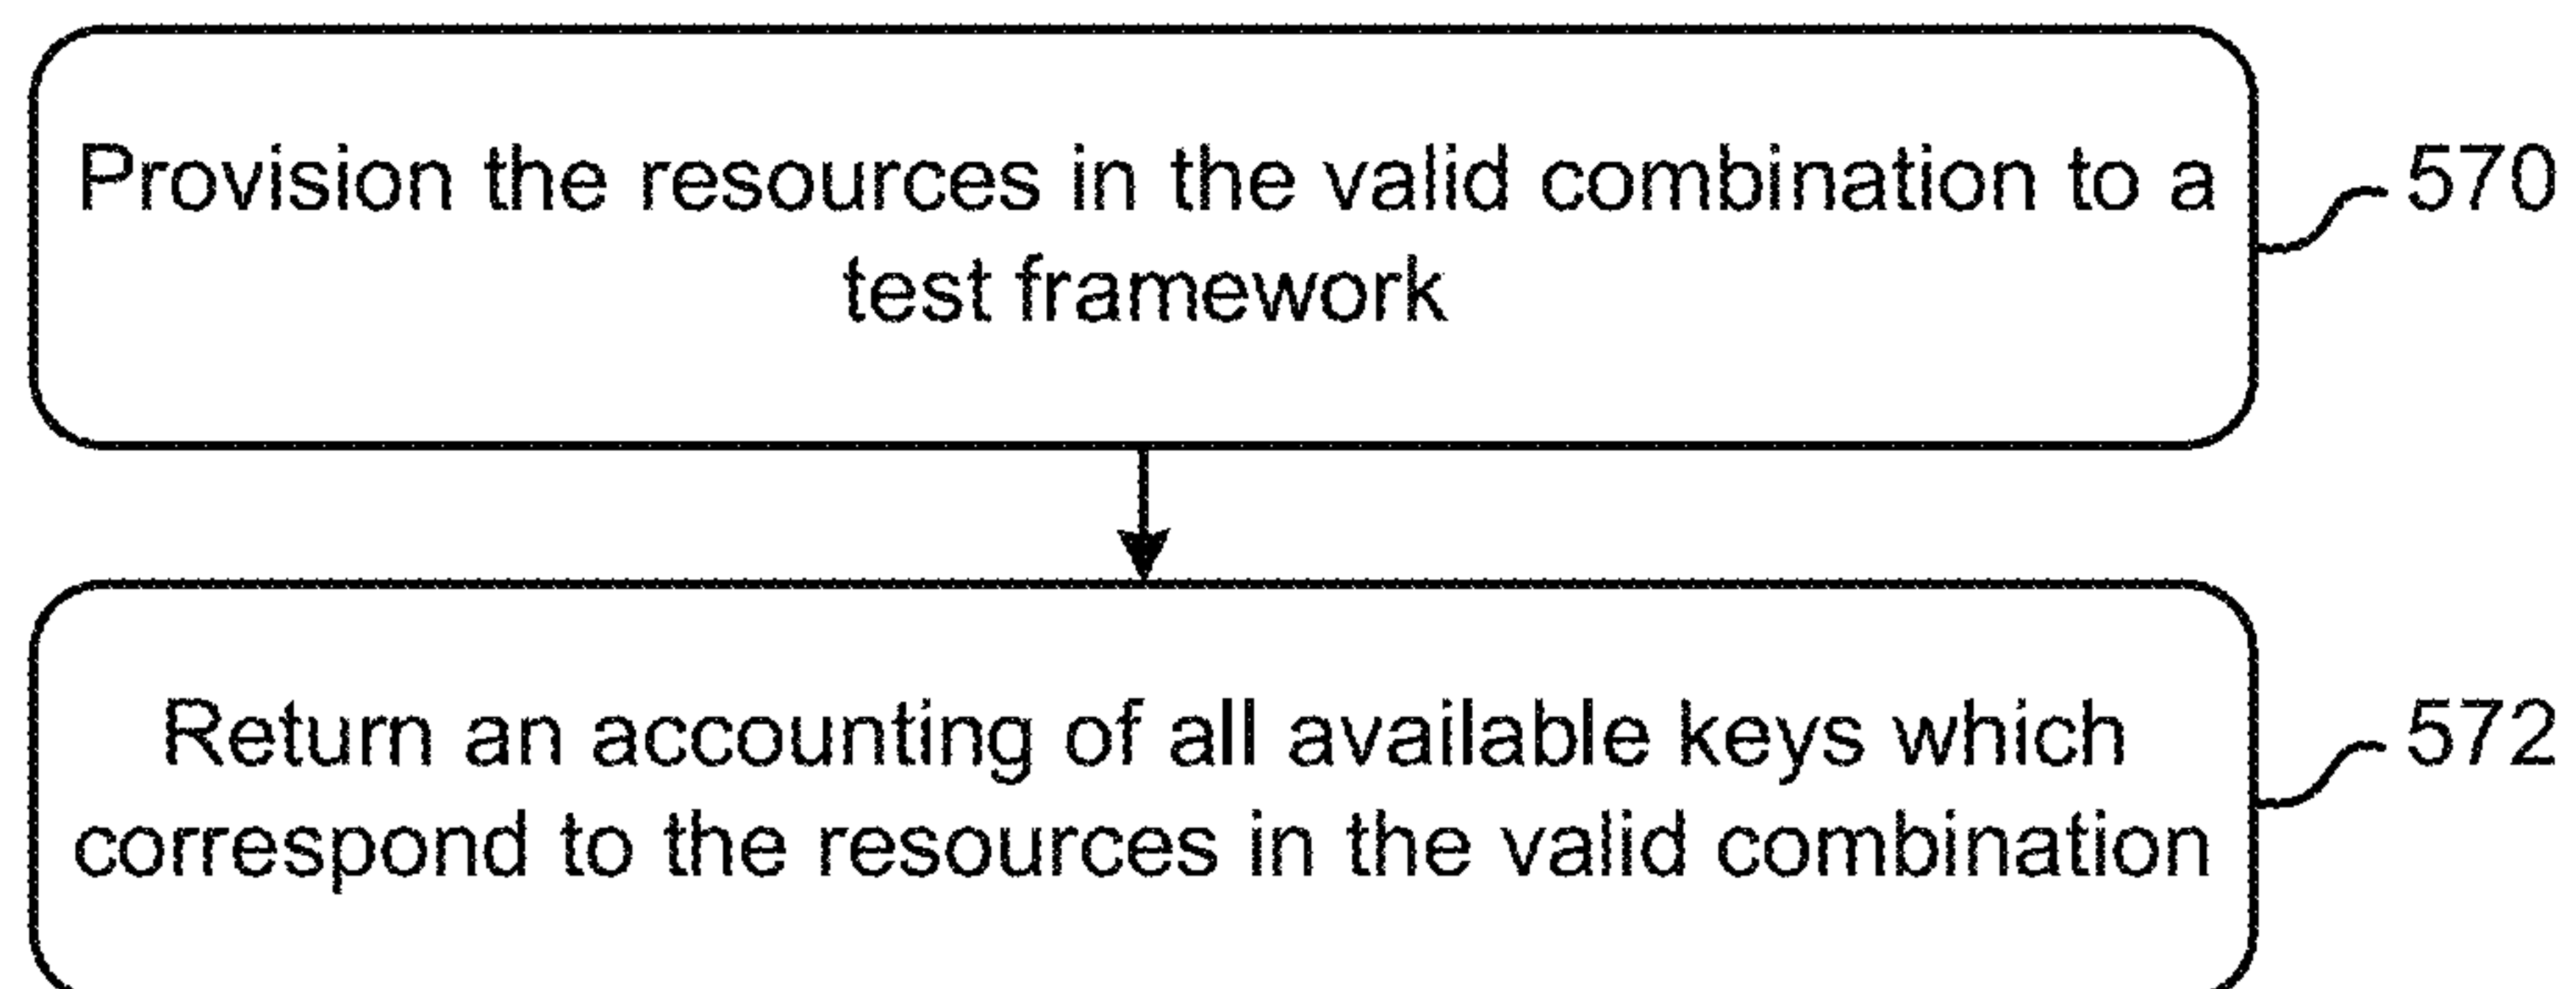 Provision the resources in the valid combination to a
test framework
570
Return an accounting of all available keys which
correspond to the resources in the valid combination
572